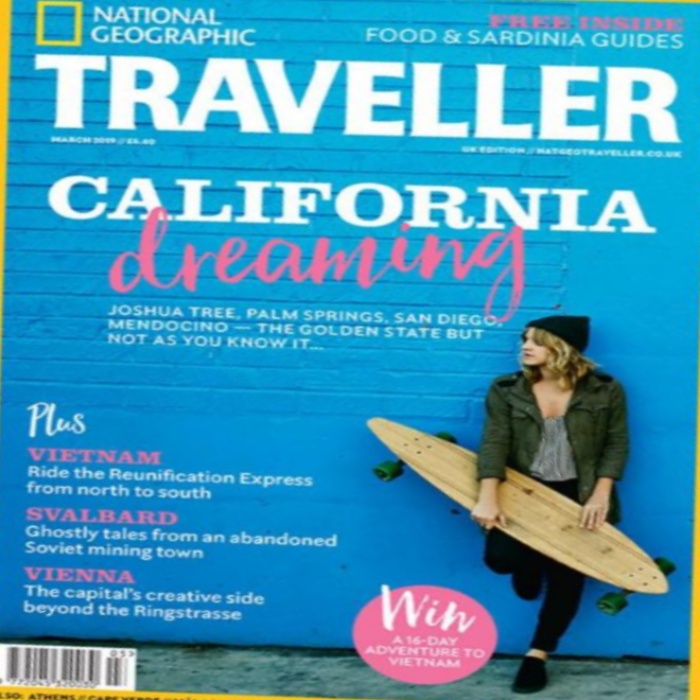 NATIONAL
GEOGRAPHIC
FREE INSIDE
FOOD & SARDINIA GUIDES
TRAVELLER
MARCH 2019 // £4.40
UK EDITION // NATGEOTRAVELLER.CO.UK
CALIFORNIA
dreaming
JOSHUA TREE, PALM SPRINGS, SAN DIEGO,
MENDOCINO — THE GOLDEN STATE BUT
NOT AS YOU KNOW IT...
Plus
VIETNAM
Ride the Reunification Express
from north to south
SVALBARD
Ghostly tales from an abandoned
Soviet mining town
VIENNA
The capital's creative side
beyond the Ringstrasse
Win
A 16-DAY
ADVENTURE TO
VIETNAM
03
ALSO: ATHENS // CAPE VERDE